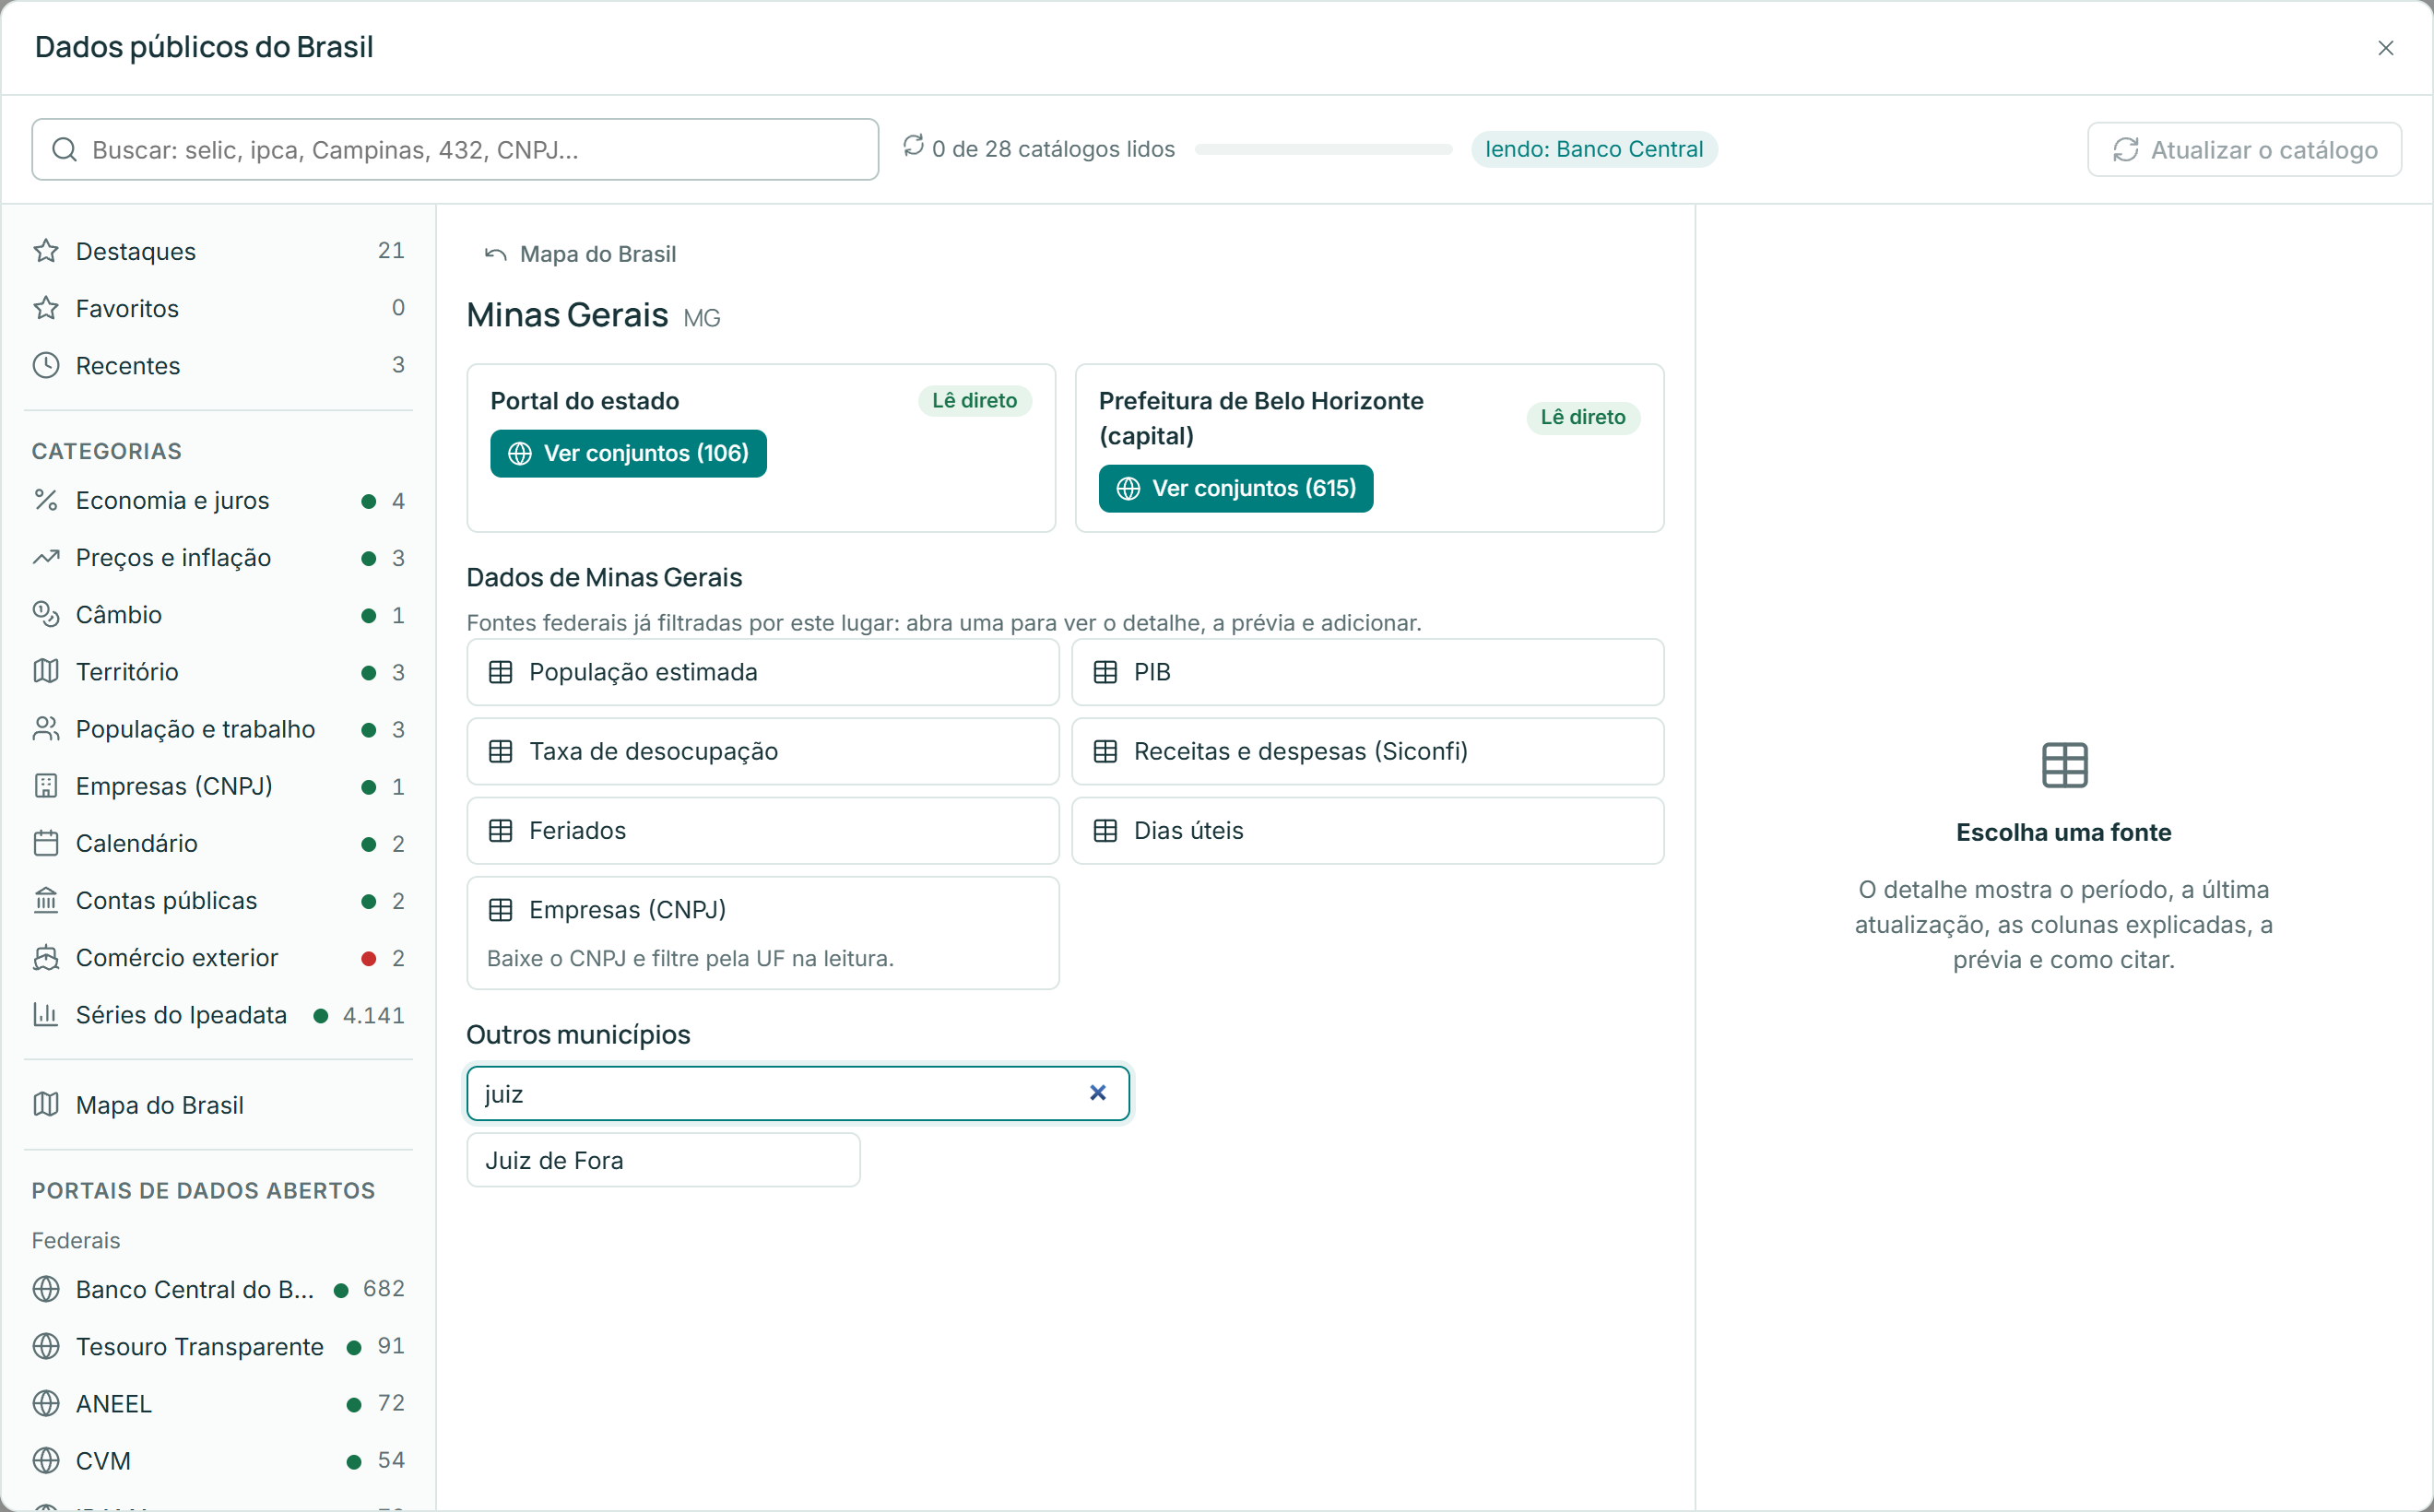 Dados públicos do Brasil
Buscar: selic, ipca, Campinas, 432, CNPJ...
0 de 28 catálogos lidos
lendo: Banco Central
Atualizar o catálogo
Destaques 21
Favoritos 0
Recentes 3
CATEGORIAS
Economia e juros 4
Preços e inflação 3
Câmbio 1
Território 3
População e trabalho 3
Empresas (CNPJ) 1
Calendário 2
Contas públicas 2
Comércio exterior 2
Séries do Ipeadata 4.141
Mapa do Brasil
PORTAIS DE DADOS ABERTOS
Federais
Banco Central do B... 682
Tesouro Transparente 91
ANEEL 72
CVM 54
Mapa do Brasil
Minas Gerais MG
Portal do estado
Lê direto
Ver conjuntos (106)
Prefeitura de Belo Horizonte
(capital)
Lê direto
Ver conjuntos (615)
Dados de Minas Gerais
Fontes federais já filtradas por este lugar: abra uma para ver o detalhe, a prévia e adicionar.
População estimada
PIB
Taxa de desocupação
Receitas e despesas (Siconfi)
Feriados
Dias úteis
Empresas (CNPJ)
Baixe o CNPJ e filtre pela UF na leitura.
Outros municípios
juiz
Juiz de Fora
Escolha uma fonte
O detalhe mostra o período, a última
atualização, as colunas explicadas, a
prévia e como citar.